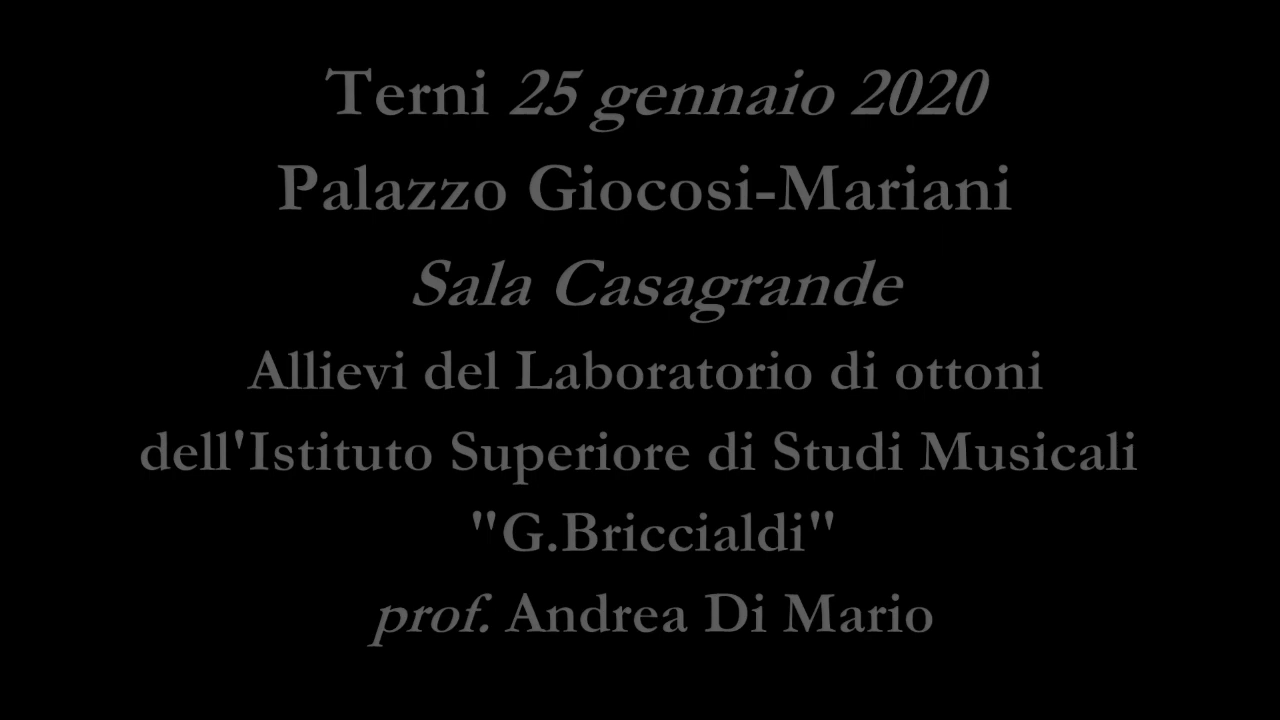 Terni 25 gennaio 2020
Palazzo Giocosi-Mariani
Sala Casagrande
Allievi del Laboratorio di ottoni
dell'Istituto Superiore di Studi Musicali
"G.Briccialdi"
prof. Andrea Di Mario